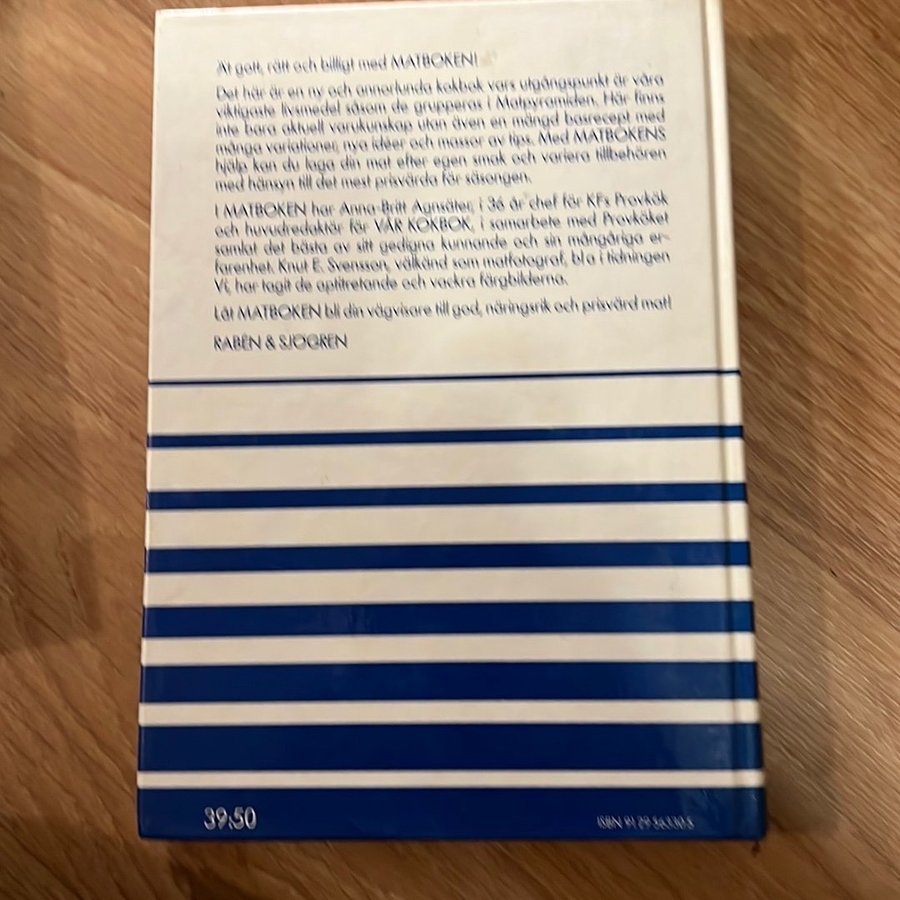 Ät gott, rätt och billigt med MATBOKEN!
Det här är en ny och annorlunda kokbok vars utgångspunkt är våra
viktigaste livsmedel såsom de grupperas i Matpyramiden. Här finns
inte bara aktuell varukunskap utan även en mängd basrecept med
många variationer, nya idéer och massor av tips. Med MATBOKENS
hjälp kan du laga din mat efter egen smak och variera tillbehören
med hänsyn till det mest prisvärda för säsongen.
I MATBOKEN har Anna-Britt Agnsäter, i 36 år chef för KFs Provkök
och huvudredaktör för VÅR KOKBOK, i samarbete med Provköket
samlat det bästa av sitt gedigna kunnande och sin mångåriga er-
farenhet. Knut E. Svensson, välkänd som matfotograf, bl a i tidningen
Vi, har tagit de aptitretande och vackra färgbilderna.
Låt MATBOKEN bli din vägvisare till god, näringsrik och prisvärd mat!
RABÉN & SJÖGREN
39:50
ISBN 91 29 56330 5